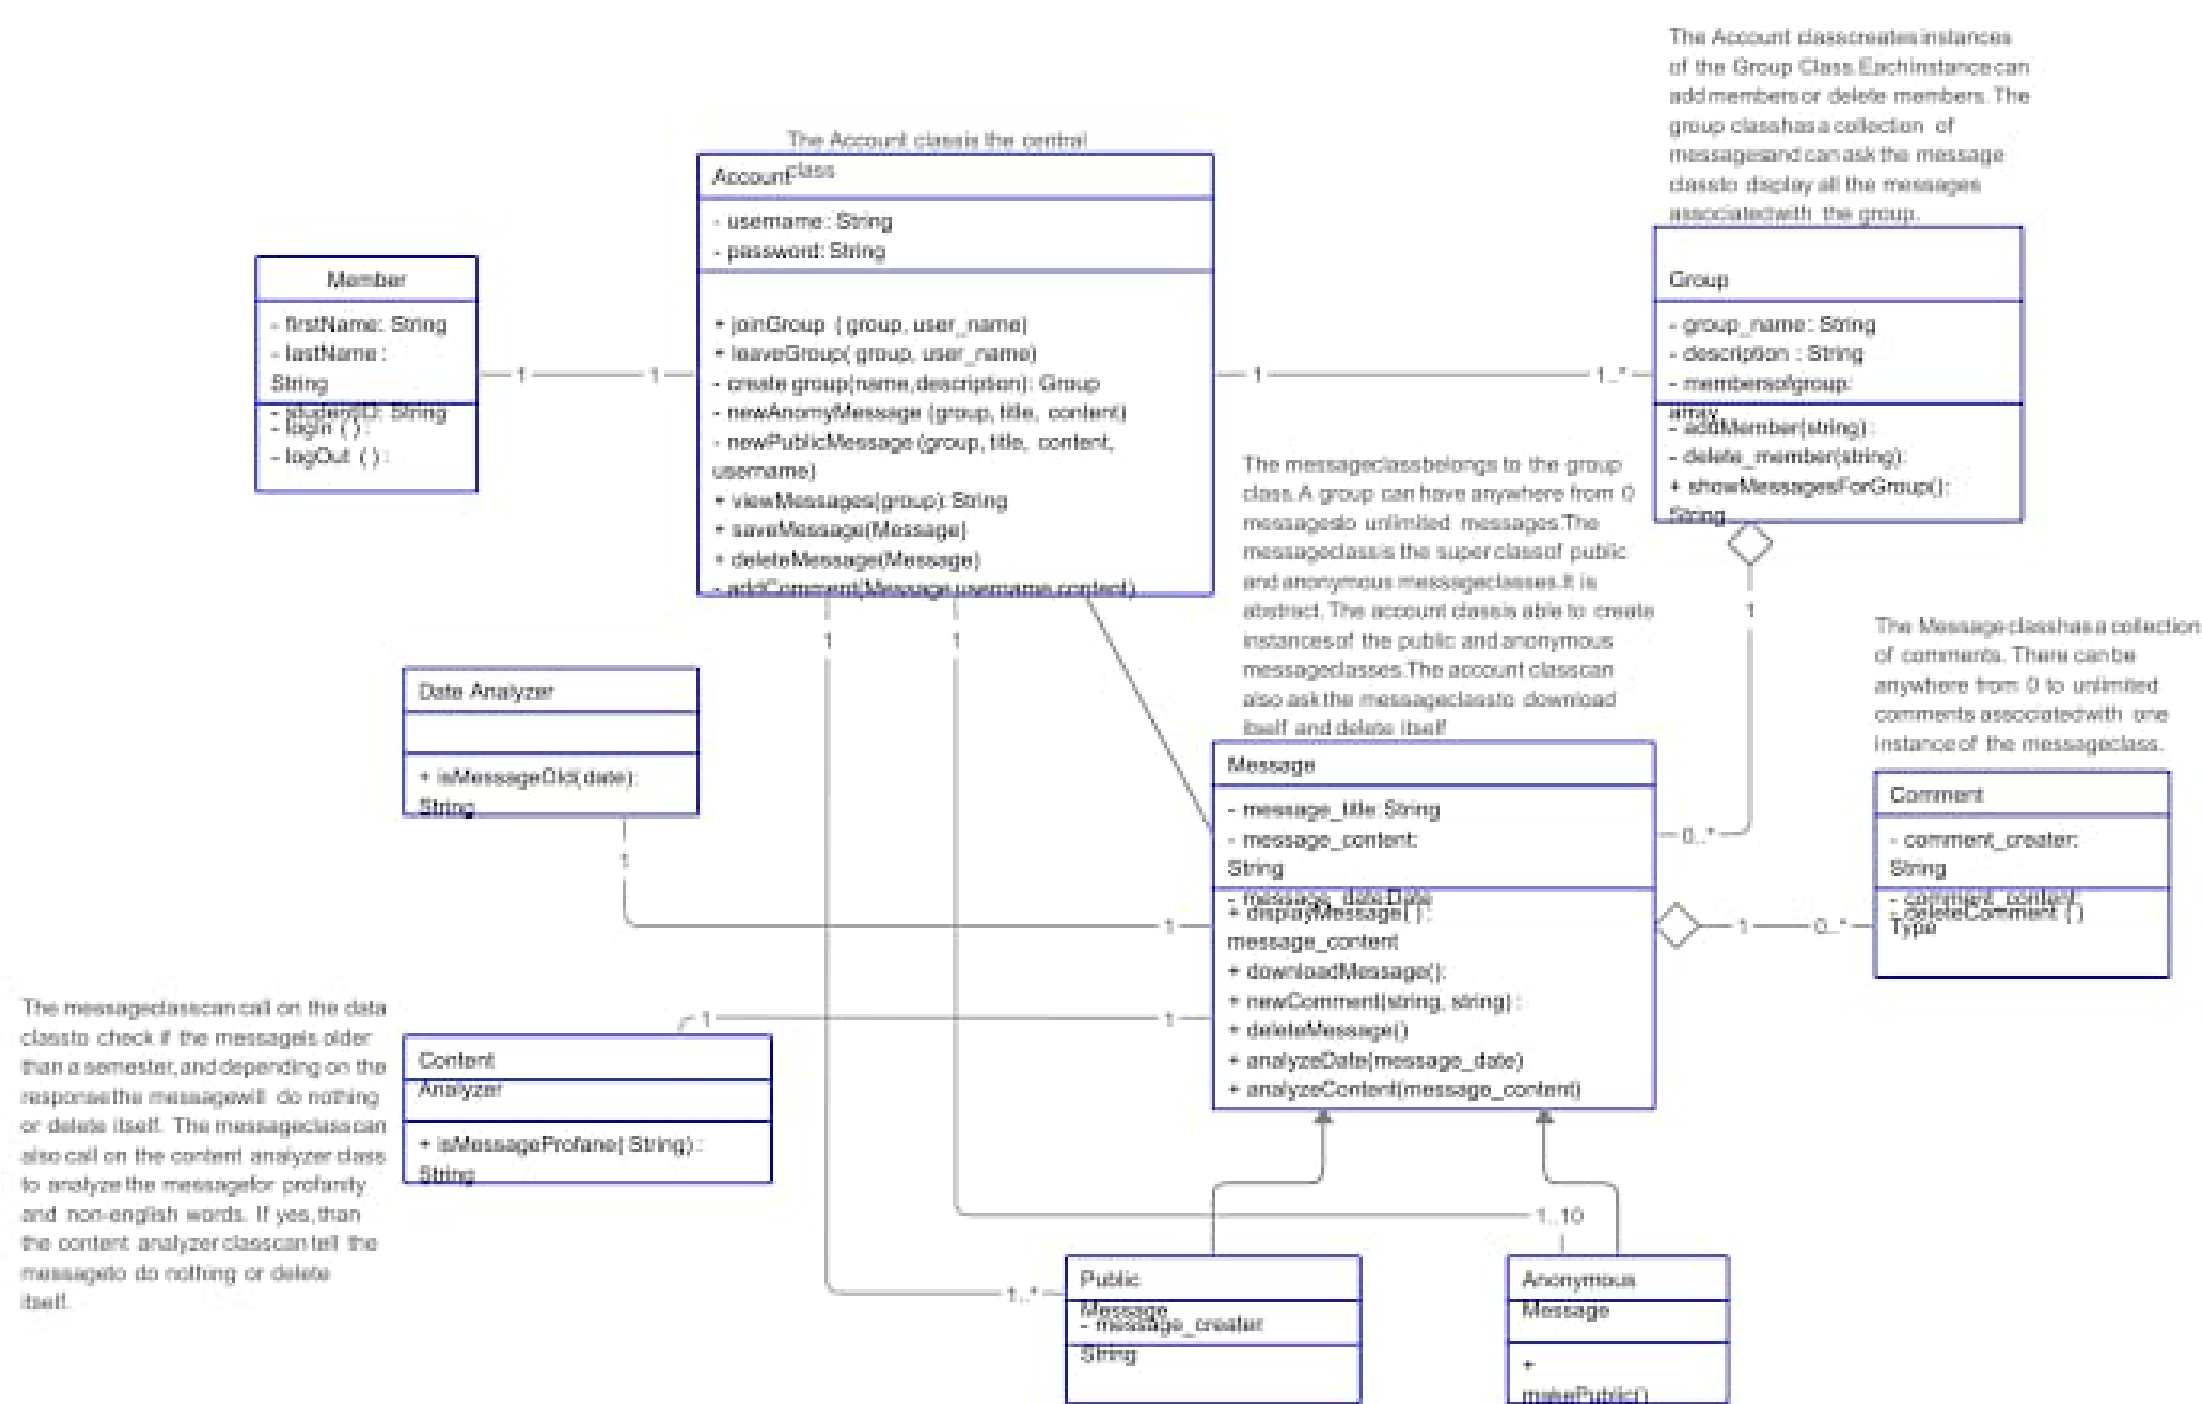 The Account class creates instances
of the Group Class. Each instance can
add members or delete members. The
group class has a collection of
messages and can ask the message
class to display all the messages
associated with the group.
The Account class is the central
class
Account
- username: String
- password: String
+ joinGroup ( group, user_name)
+ leaveGroup( group, user_name)
- create group(name,description): Group
- newAnomyMessage (group, title, content)
- newPublicMessage (group, title, content,
username)
+ viewMessages(group): String
+ saveMessage(Message)
+ deleteMessage(Message)
- addComment(Message,username,content)
Member
- firstName: String
- lastName :
String
- studentID: String
- logIn ( ) :
- logOut ( ) :
1
1
1
1..*
Group
- group_name: String
- description : String
- membersofgroup:
array
- addMember(string):
- delete_member(string):
+ showMessagesForGroup():
String
The message class belongs to the group
class. A group can have anywhere from 0
messages to unlimited messages. The
message class is the super class of public
and anonymous message classes. It is
abstract. The account class is able to create
instances of the public and anonymous
message classes. The account class can
also ask the message class to download
itself and delete itself
1
1
1
The Message class has a collection
of comments. There can be
anywhere from 0 to unlimited
comments associated with one
instance of the message class.
Date Analyzer
+ isMessageOld(date):
String
1
1
Message
- message_title:String
- message_content:
String
- message_date:Date
+ displayMessage( ):
message_content
+ downloadMessage():
+ newComment(string, string) :
+ deleteMessage()
+ analyzeDate(message_date)
+ analyzeContent(message_content)
0..*
1
0..*
Comment
- comment_creater:
String
- comment_content:
Type
- deleteComment ( )
The message class can call on the data
class to check if the message is older
than a semester, and depending on the
response the message will do nothing
or delete itself. The message class can
also call on the content analyzer class
to analyze the message for profanity
and non-english words. If yes, than
the content analyzer class can tell the
message to do nothing or delete
itself.
1
1
Content
Analyzer
+ isMessageProfane( String) :
String
1..10
1..*
Public
Message
- message_creater
String
Anonymous
Message
+
makePublic()